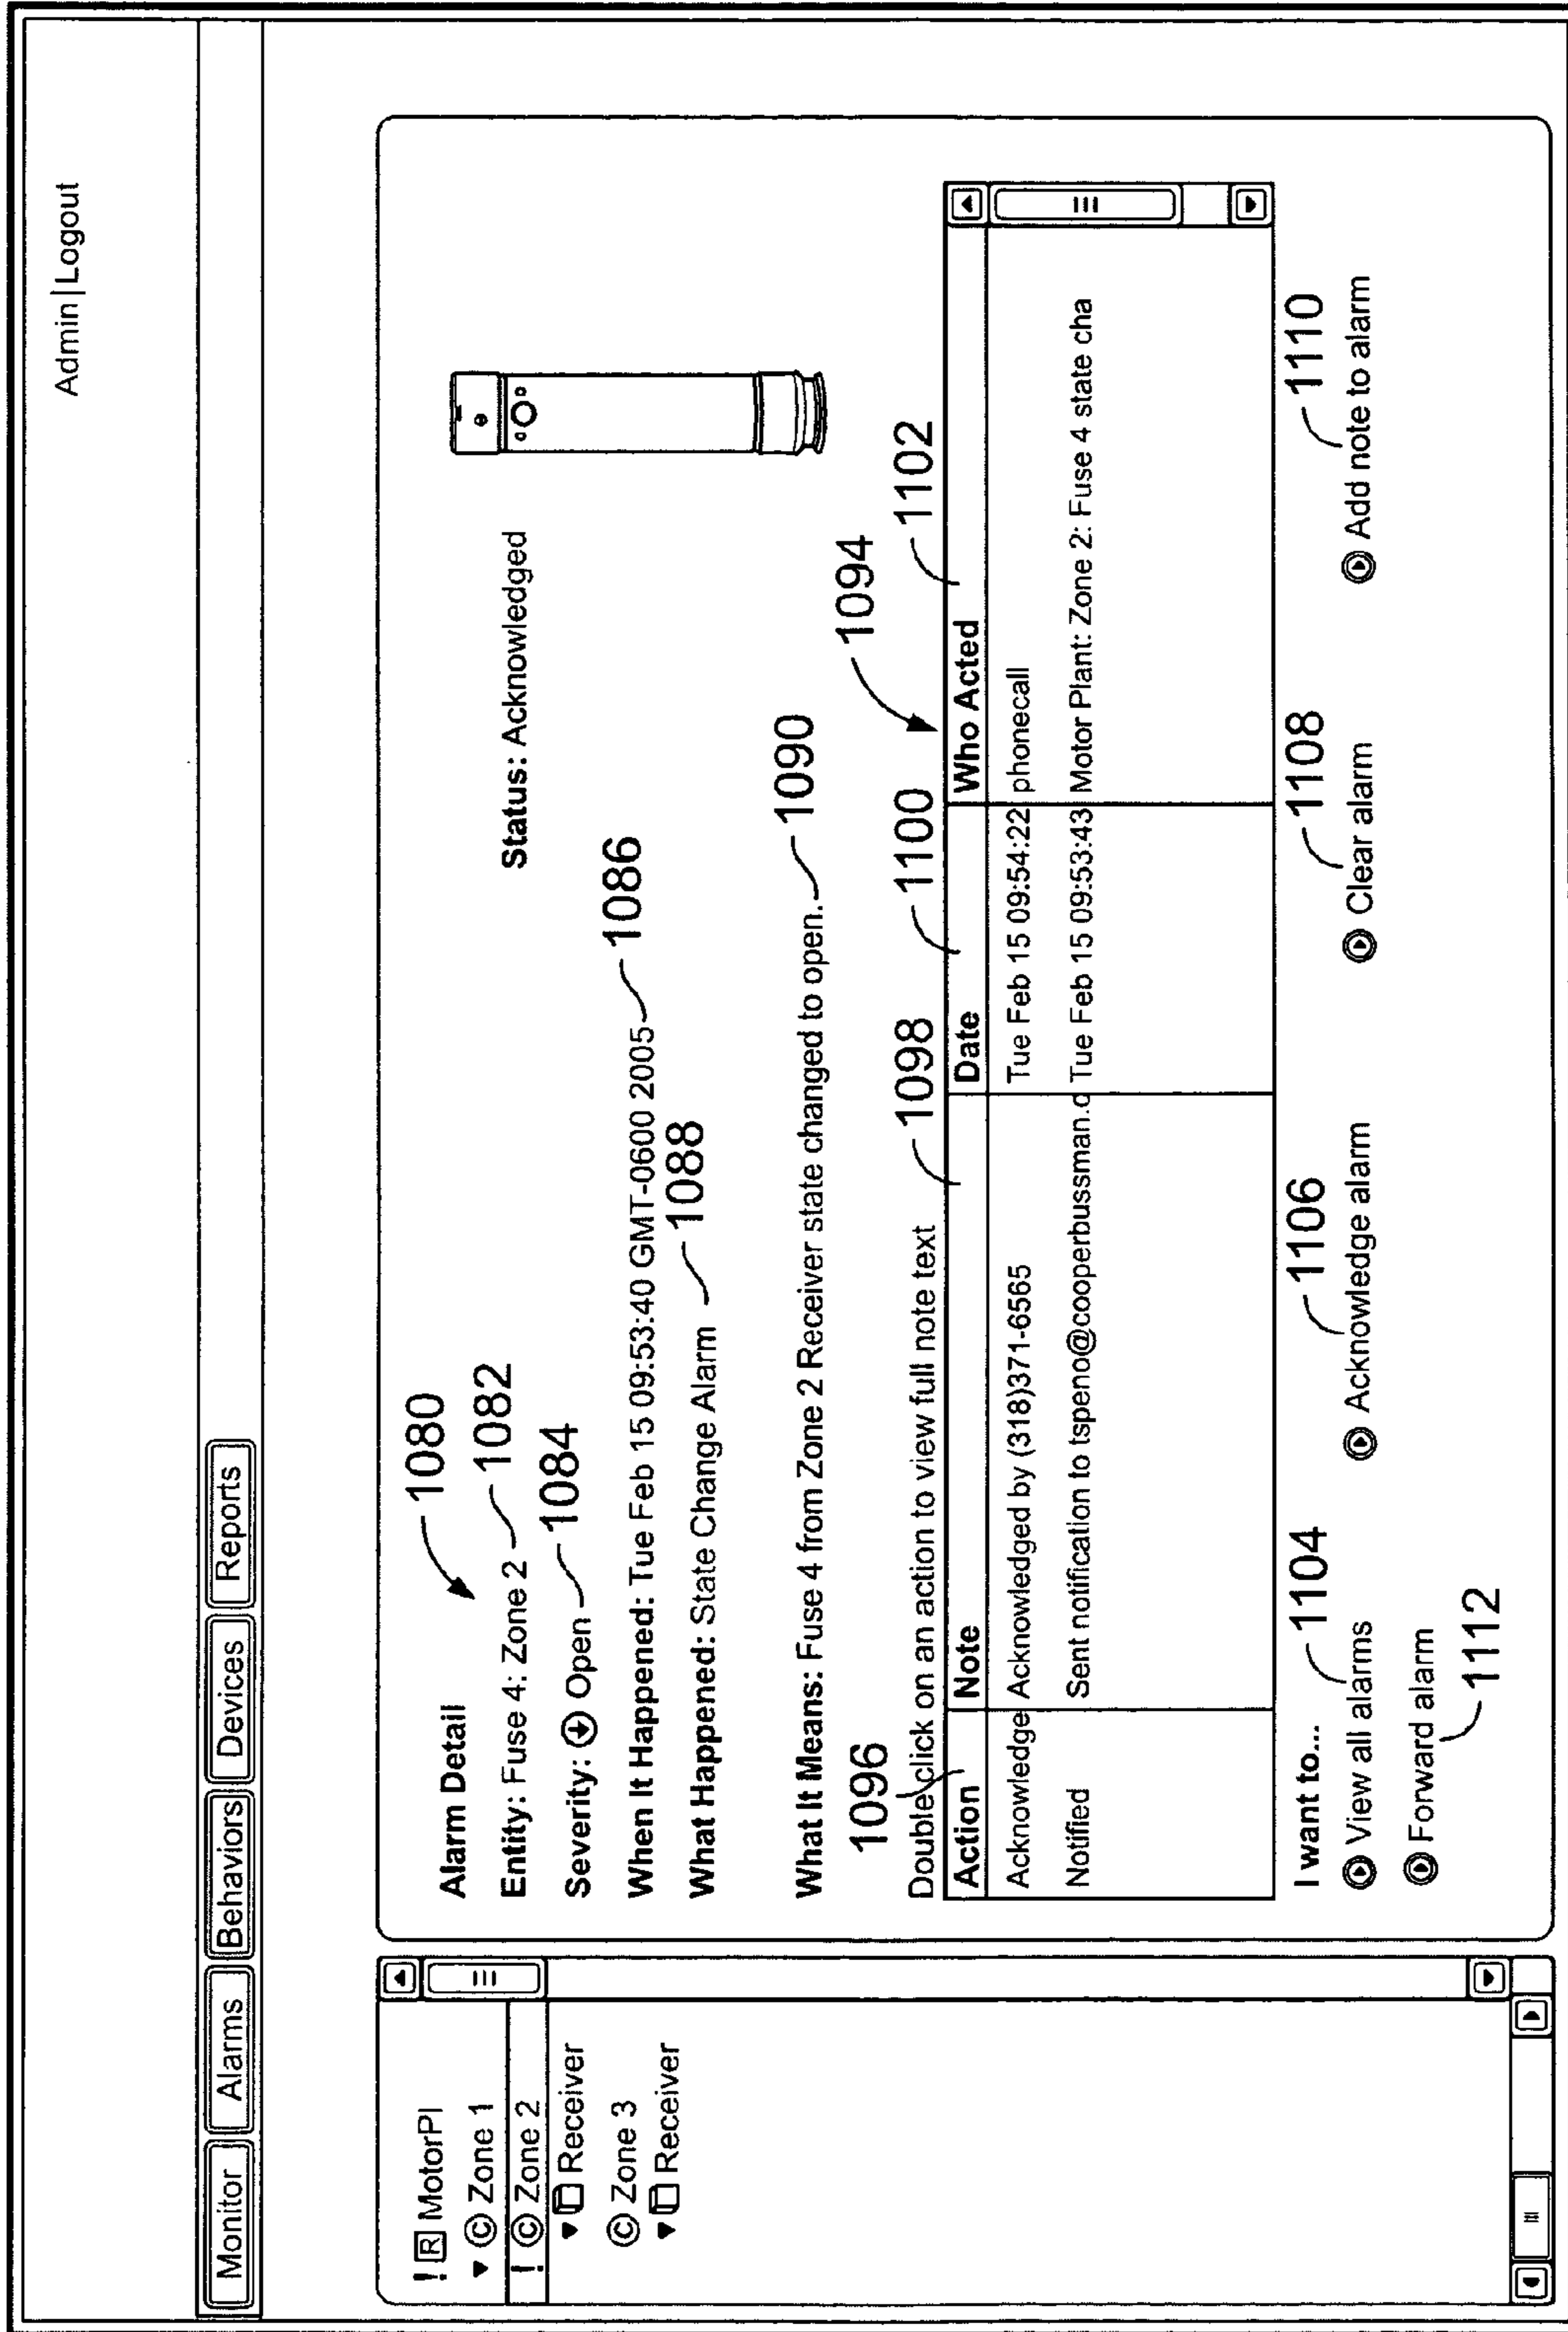 Admin|Logout
Monitor Alarms Behaviors Devices Reports
! R MotorPl
© Zone 1
! © Zone 2
Receiver
© Zone 3
Receiver
Alarm Detail 1080
Entity: Fuse 4: Zone 2 1082
Severity: Open 1084
Status: Acknowledged
When It Happened: Tue Feb 15 09:53:40 GMT-0600 2005 1086
What Happened: State Change Alarm 1088
What It Means: Fuse 4 from Zone 2 Receiver state changed to open. 1090
1096 1098 1100 1094 1102
Double click on an action to view full note text
Action Note Date Who Acted
Acknowledge Acknowledged by (318)371-6565 Tue Feb 15 09:54:22 phonecall
Notified Sent notification to tspeno@cooperbussman.c Tue Feb 15 09:53:43 Motor Plant: Zone 2: Fuse 4 state cha
I want to... 1104 1106 1108 1110
View all alarms Acknowledge alarm Clear alarm Add note to alarm
Forward alarm
1112